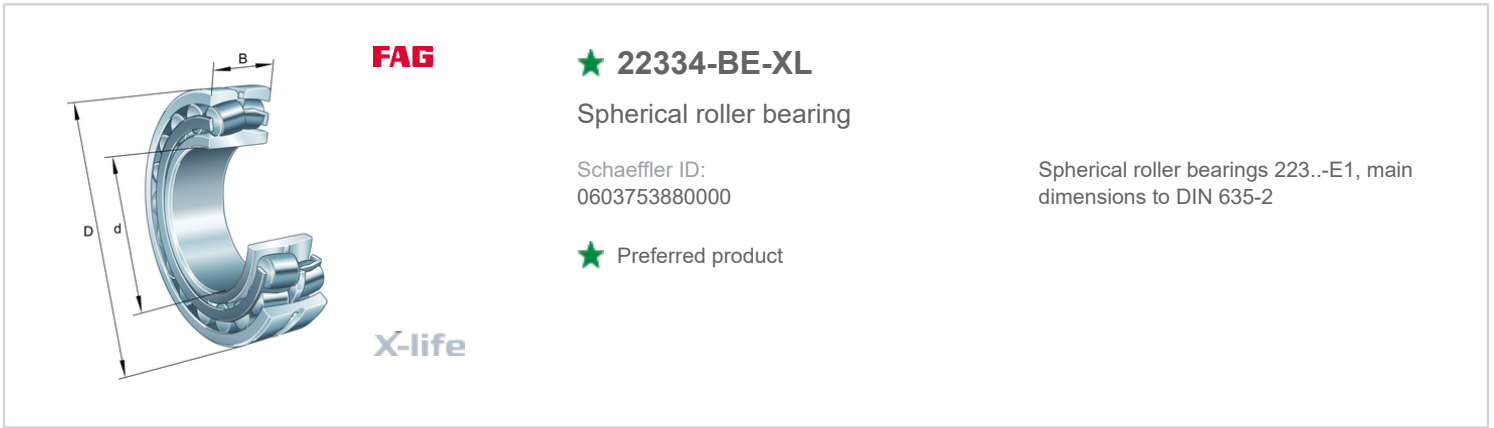 B
FAG
D
d
X-life
22334-BE-XL
Spherical roller bearing
Schaeffler ID:
0603753880000
Preferred product
Spherical roller bearings 223..-E1, main
dimensions to DIN 635-2